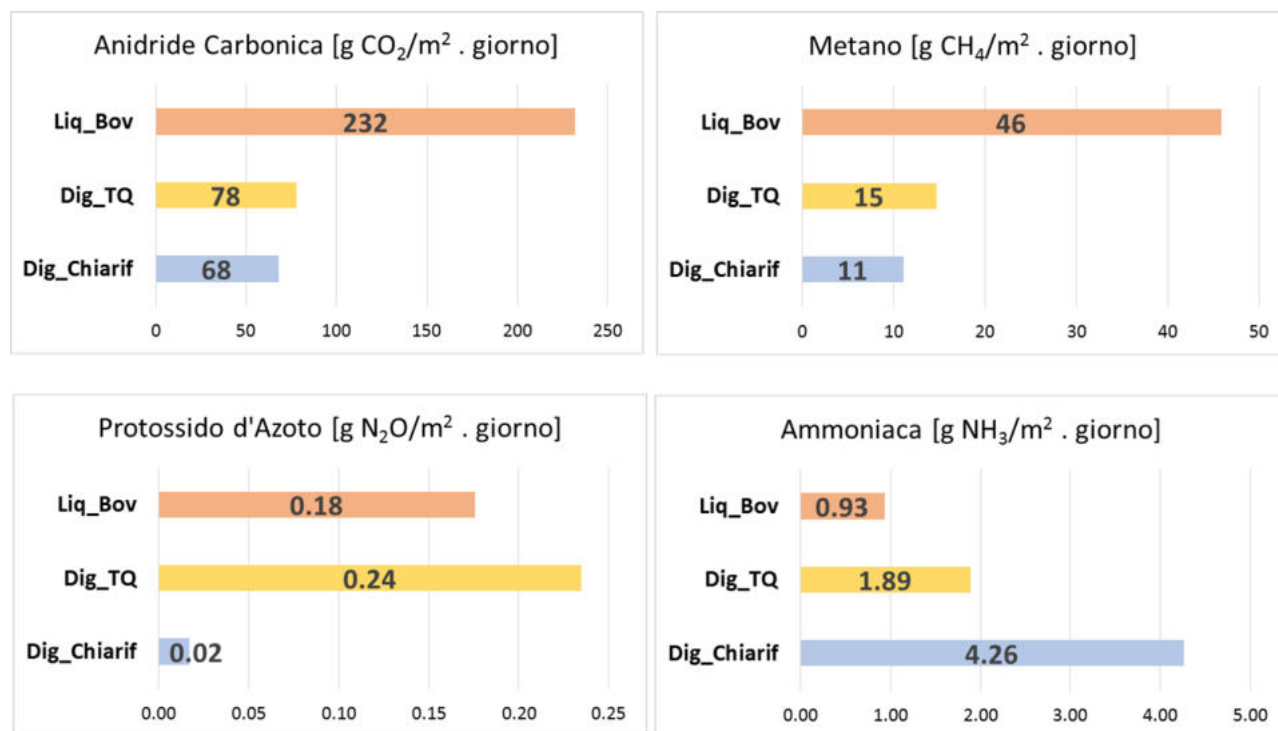 Anidride Carbonica [g CO₂/m² . giorno]
Liq_Bov
232
Dig_TQ
78
Dig_Chiarif
68
0 50 100 150 200 250
Metano [g CH₄/m² . giorno]
Liq_Bov
46
Dig_TQ
15
Dig_Chiarif
11
0 10 20 30 40 50
Protossido d'Azoto [g N₂O/m² . giorno]
Liq_Bov
0.18
Dig_TQ
0.24
Dig_Chiarif
0.02
0.00 0.05 0.10 0.15 0.20 0.25
Ammoniaca [g NH₃/m² . giorno]
Liq_Bov
0.93
Dig_TQ
1.89
Dig_Chiarif
4.26
0.00 1.00 2.00 3.00 4.00 5.00